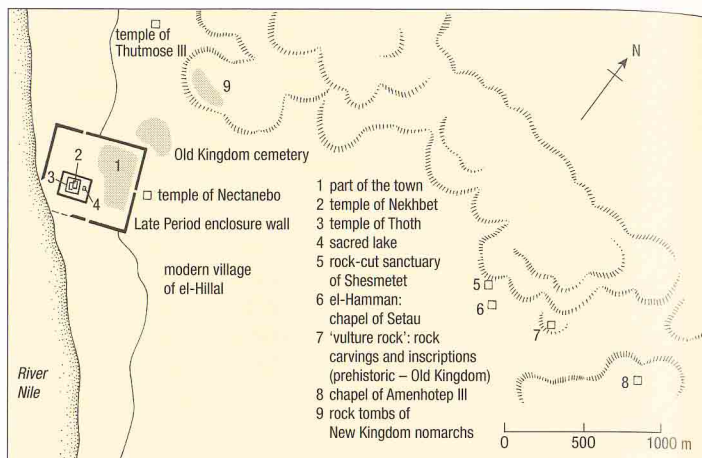 temple of
Thutmose III
N
9
Old Kingdom cemetery
2
1
3
4
temple of Nectanebo
Late Period enclosure wall
modern village
of el-Hillal
River
Nile
1 part of the town
2 temple of Nekhbet
3 temple of Thoth
4 sacred lake
5 rock-cut sanctuary
of Shesmetet
6 el-Hamman:
chapel of Setau
7 ‘vulture rock’: rock
carvings and inscriptions
(prehistoric – Old Kingdom)
8 chapel of Amenhotep III
9 rock tombs of
New Kingdom nomarchs
5
6
7
8
0 500 1000 m